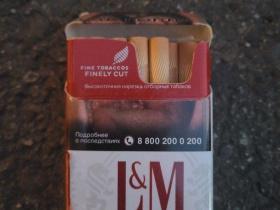 FINE TOBACCOS
FINELY CUT
Высокоточная нарезка отборных табаков
Подробнее
о последствиях 8 800 200 0 200
L&M